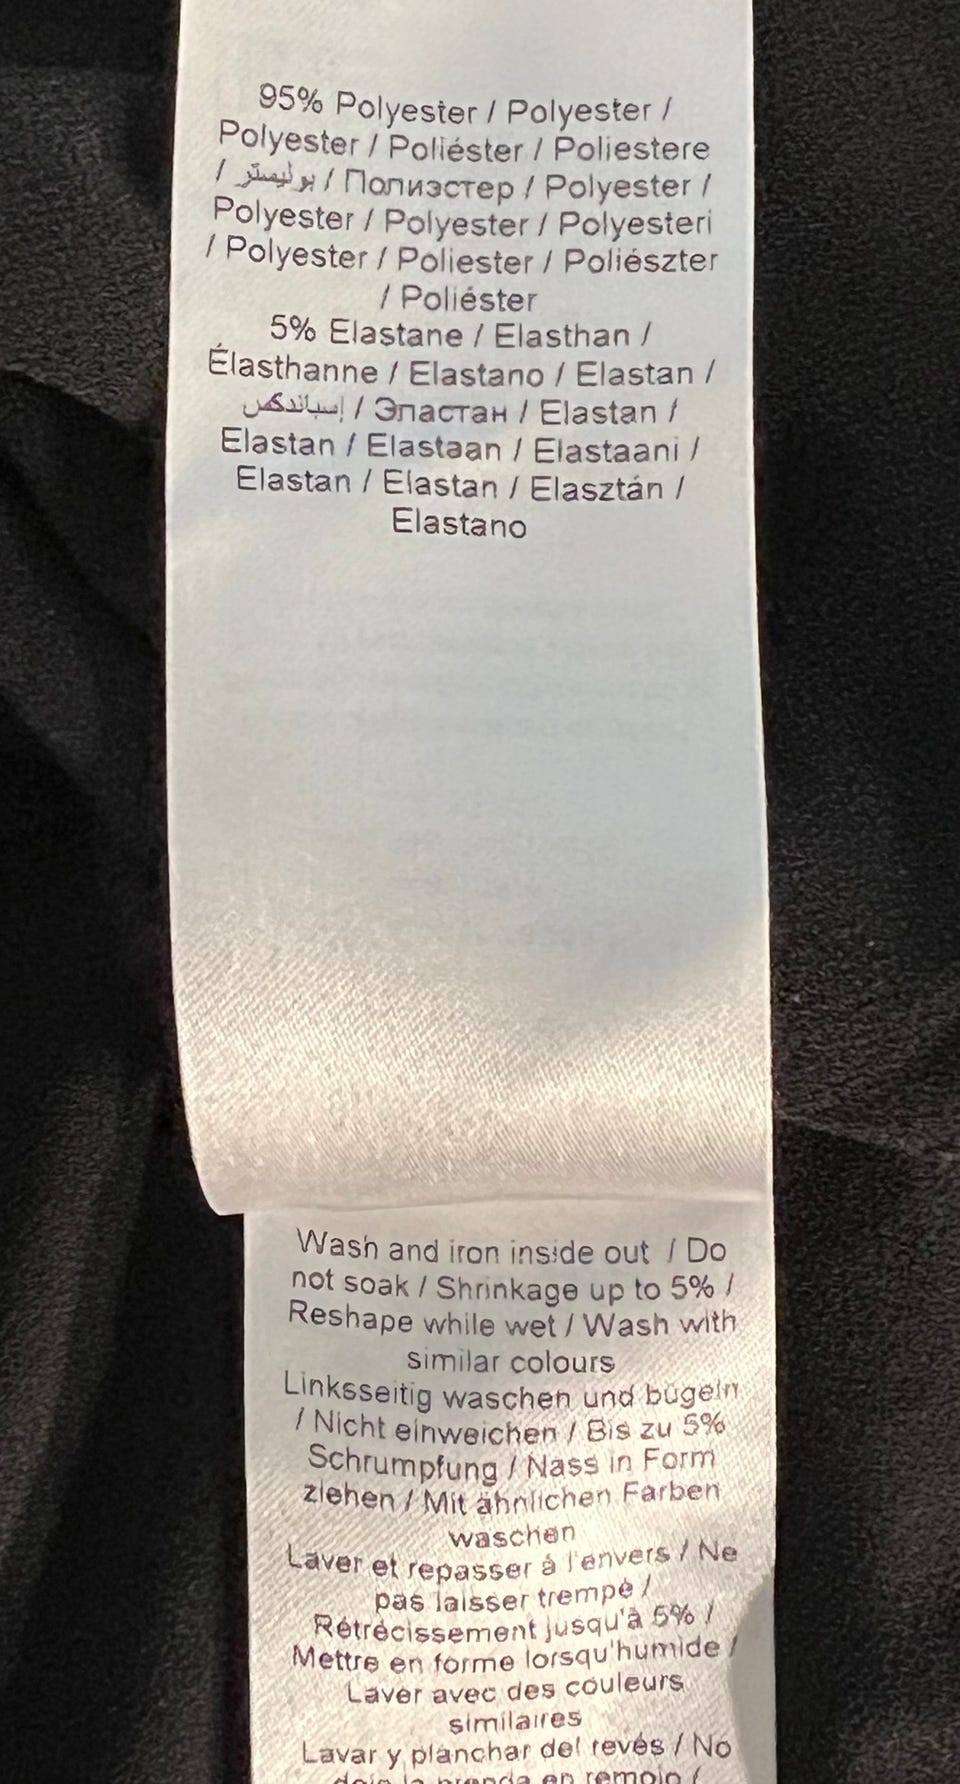 95% Polyester / Polyester /
Polyester / Poliéster / Poliestere
/ بوليستر / Полиэстер / Polyester /
Polyester / Polyester / Polyesteri
/ Polyester / Poliester / Poliészter
/ Poliéster
5% Elastane / Elasthan /
Élasthanne / Elastano / Elastan /
إسباندكس / Эластан / Elastan /
Elastan / Elastaan / Elastaani /
Elastan / Elastan / Elasztán /
Elastano
Wash and iron inside out / Do
not soak / Shrinkage up to 5% /
Reshape while wet / Wash with
similar colours
Linksseitig waschen und bügeln
/ Nicht einweichen / Bis zu 5%
Schrumpfung / Nass in Form
ziehen / Mit ähnlichen Farben
waschen
Laver et repasser à l'envers / Ne
pas laisser trempé /
Rétrécissement jusqu'à 5% /
Mettre en forme lorsqu'humide /
Laver avec des couleurs
similaires
Lavar y planchar del revés / No
deje la prenda en remojo /